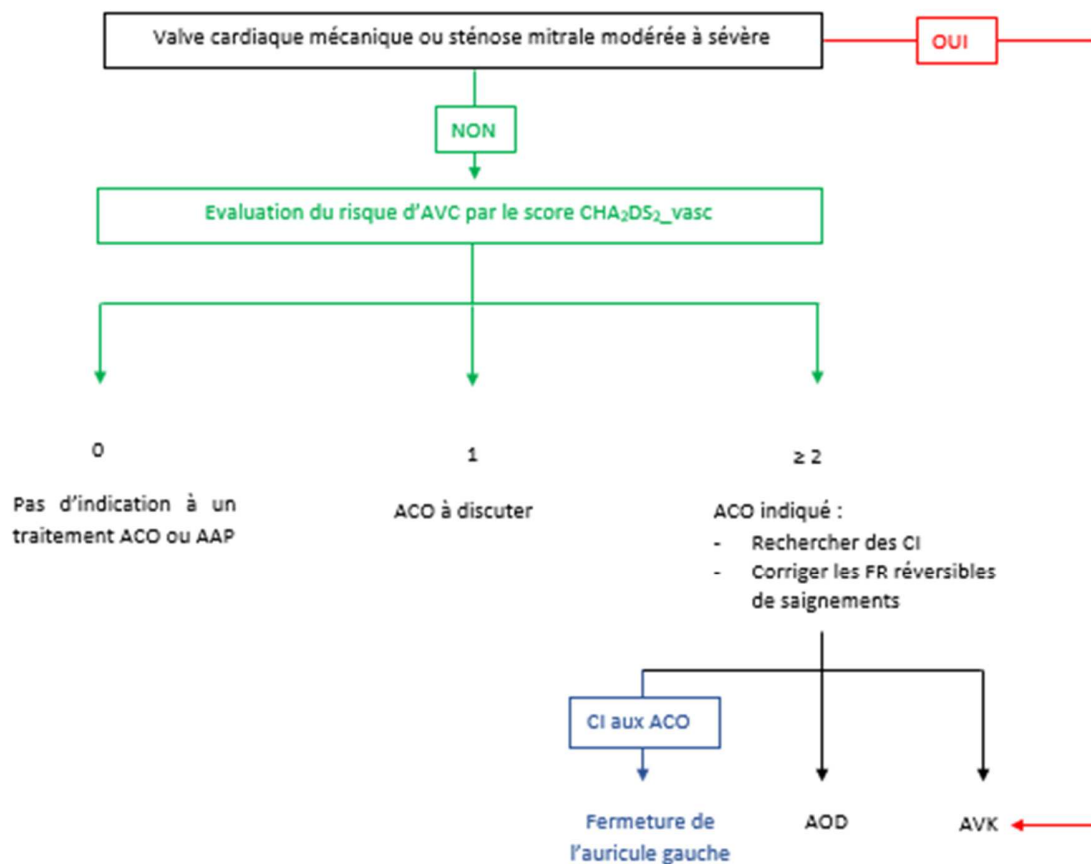 Valve cardiaque mécanique ou sténose mitrale modérée à sévère
OUI
NON
Evaluation du risque d'AVC par le score CHA₂DS₂_vasc
0
1
≥ 2
Pas d'indication à un
traitement ACO ou AAP
ACO à discuter
ACO indiqué :
- Rechercher des CI
- Corriger les FR réversibles
de saignements
CI aux ACO
Fermeture de
l'auricule gauche
AOD
AVK